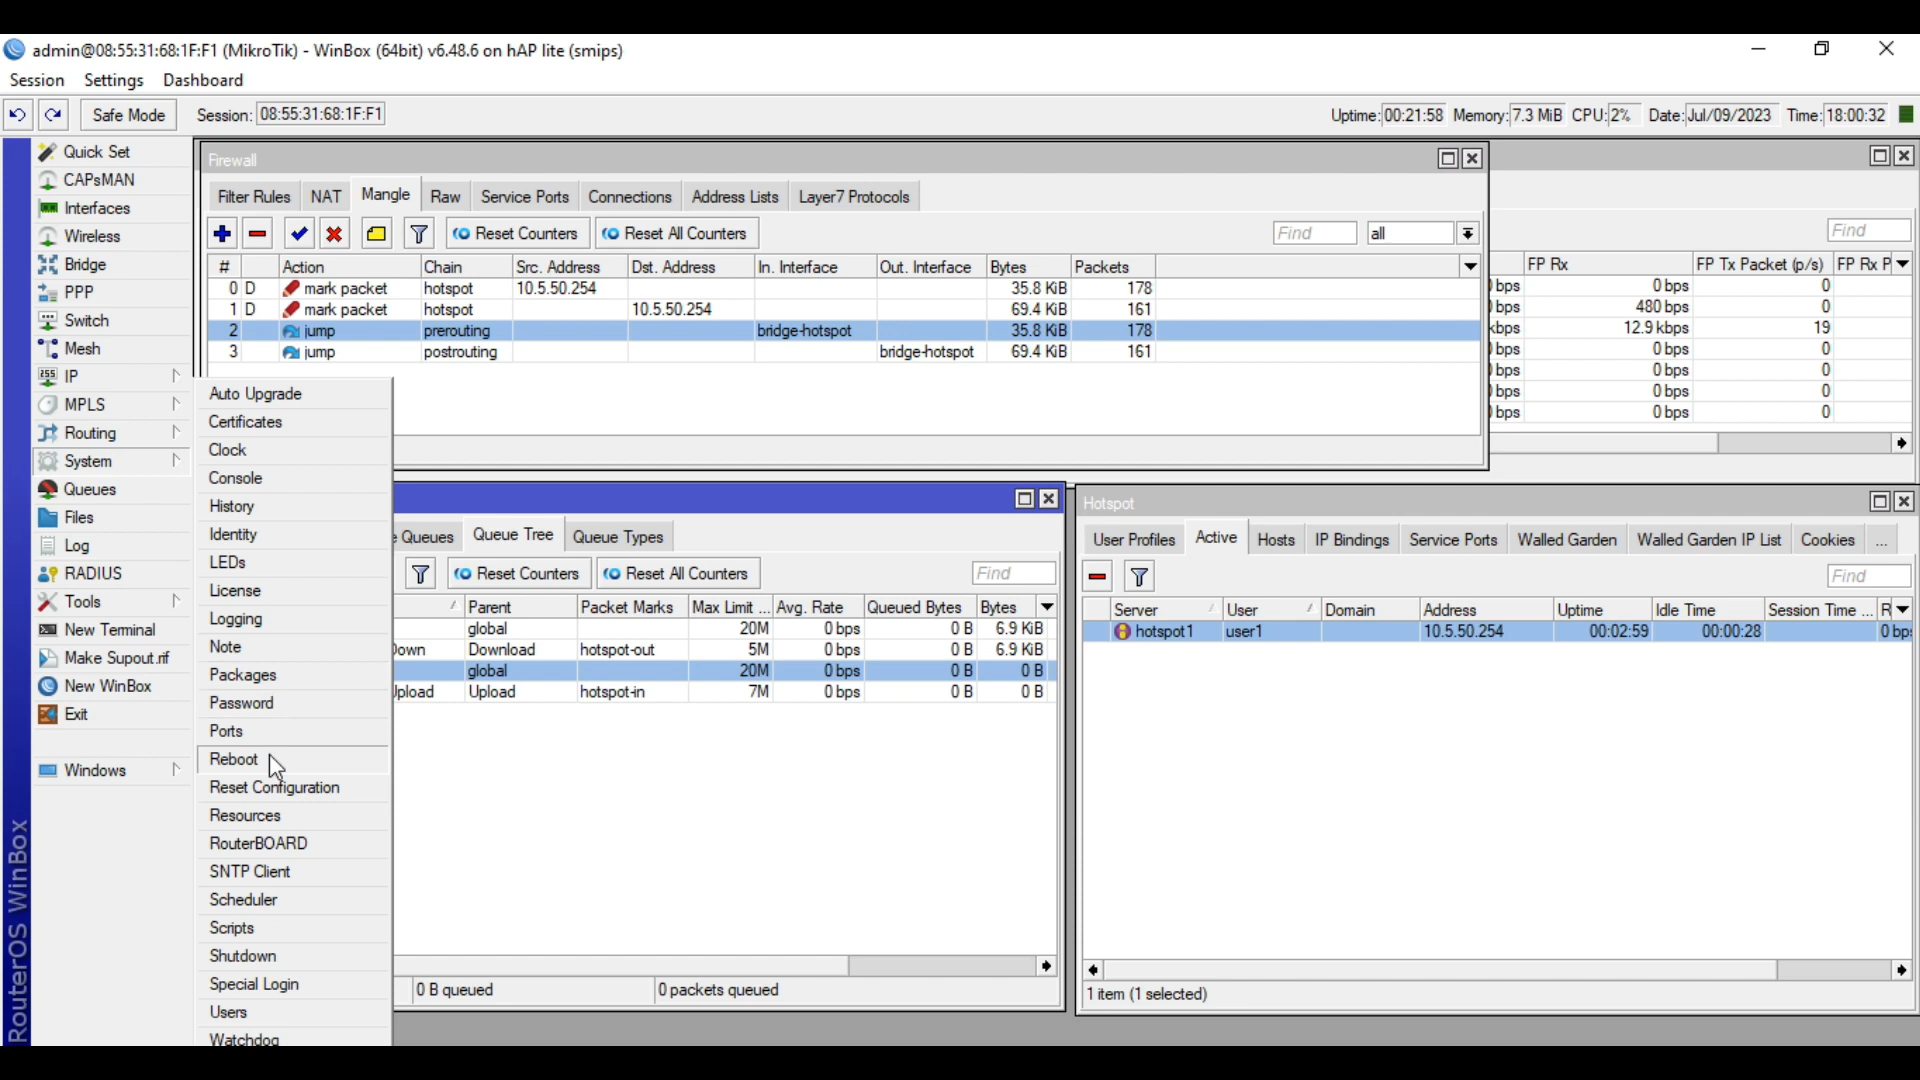 admin@08:55:31:68:1F:F1 (MikroTik) - WinBox (64bit) v6.48.6 on hAP lite (smips)
Session Settings Dashboard
Safe Mode Session: 08:55:31:68:1F:F1 Uptime: 00:21:58 Memory: 7.3 MiB CPU: 2% Date: Jul/09/2023 Time: 18:00:32
RouterOS WinBox
Quick Set
CAPsMAN
Interfaces
Wireless
Bridge
PPP
Switch
Mesh
IP
MPLS
Routing
System
Queues
Files
Log
RADIUS
Tools
New Terminal
Make Supout.rif
New WinBox
Exit
Windows
Auto Upgrade
Certificates
Clock
Console
History
Identity
LEDs
License
Logging
Note
Packages
Password
Ports
Reboot
Reset Configuration
Resources
RouterBOARD
SNTP Client
Scheduler
Scripts
Shutdown
Special Login
Users
Watchdog
Firewall
Filter Rules NAT Mangle Raw Service Ports Connections Address Lists Layer7 Protocols
Reset Counters Reset All Counters Find all
# Action Chain Src. Address Dst. Address In. Interface Out. Interface Bytes Packets
0 D mark packet hotspot 10.5.50.254 35.8 KiB 178
1 D mark packet hotspot 10.5.50.254 69.4 KiB 161
2 jump prerouting bridge-hotspot 35.8 KiB 178
3 jump postrouting bridge-hotspot 69.4 KiB 161
Find
FP Rx FP Tx Packet (p/s) FP Rx P
bps 0 bps 0
bps 480 bps 0
kbps 12.9 kbps 19
bps 0 bps 0
bps 0 bps 0
bps 0 bps 0
bps 0 bps 0
e Queues Queue Tree Queue Types
Reset Counters Reset All Counters Find
Parent Packet Marks Max Limit ... Avg. Rate Queued Bytes Bytes
global 20M 0 bps 0 B 6.9 KiB
Down Download hotspot-out 5M 0 bps 0 B 6.9 KiB
global 20M 0 bps 0 B 0 B
Upload Upload hotspot-in 7M 0 bps 0 B 0 B
0 B queued 0 packets queued
Hotspot
User Profiles Active Hosts IP Bindings Service Ports Walled Garden Walled Garden IP List Cookies ...
Find
Server User Domain Address Uptime Idle Time Session Time ... R
hotspot1 user1 10.5.50.254 00:02:59 00:00:28 0 bp
1 item (1 selected)